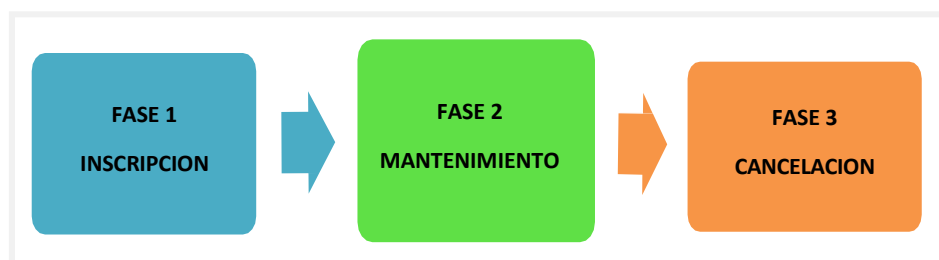 FASE 1
INSCRIPCION
FASE 2
MANTENIMIENTO
FASE 3
CANCELACION